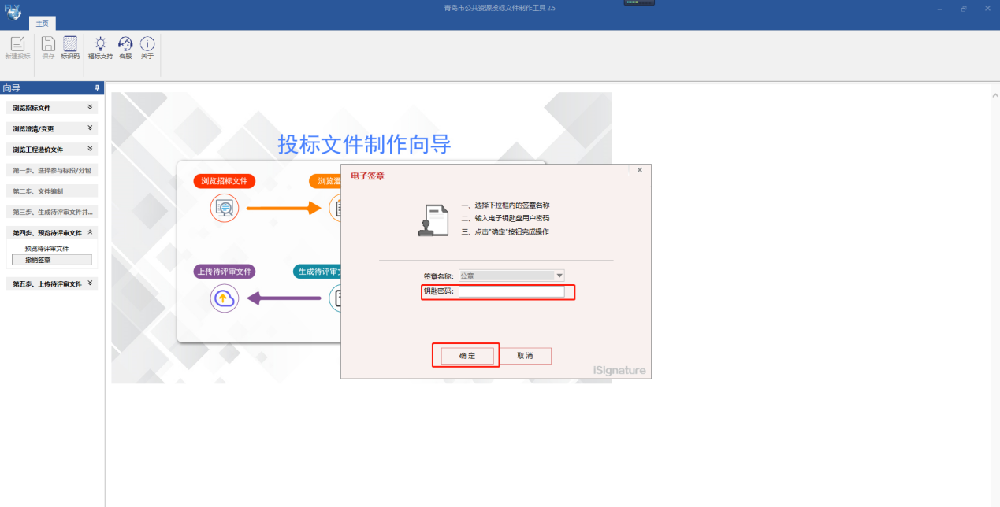 青岛市公共资源投标文件制作工具 2.5
主页
新建投标
保存
标识码
福标支持
客服
关于
向导
浏览招标文件
浏览澄清/变更
浏览工程造价文件
第一步、选择参与标段/分包
第二步、文件编制
第三步、生成待评审文件并...
第四步、预览待评审文件
预览待评审文件
撤销签章
第五步、上传待评审文件
投标文件制作向导
浏览招标文件
浏览澄
上传待评审文件
生成待评审文
电子签章
一、选择下拉框内的签章名称
二、输入电子钥匙盘用户密码
三、点击"确定"按钮完成操作
签章名称:
公章
钥匙密码:
确 定
取 消
iSignature